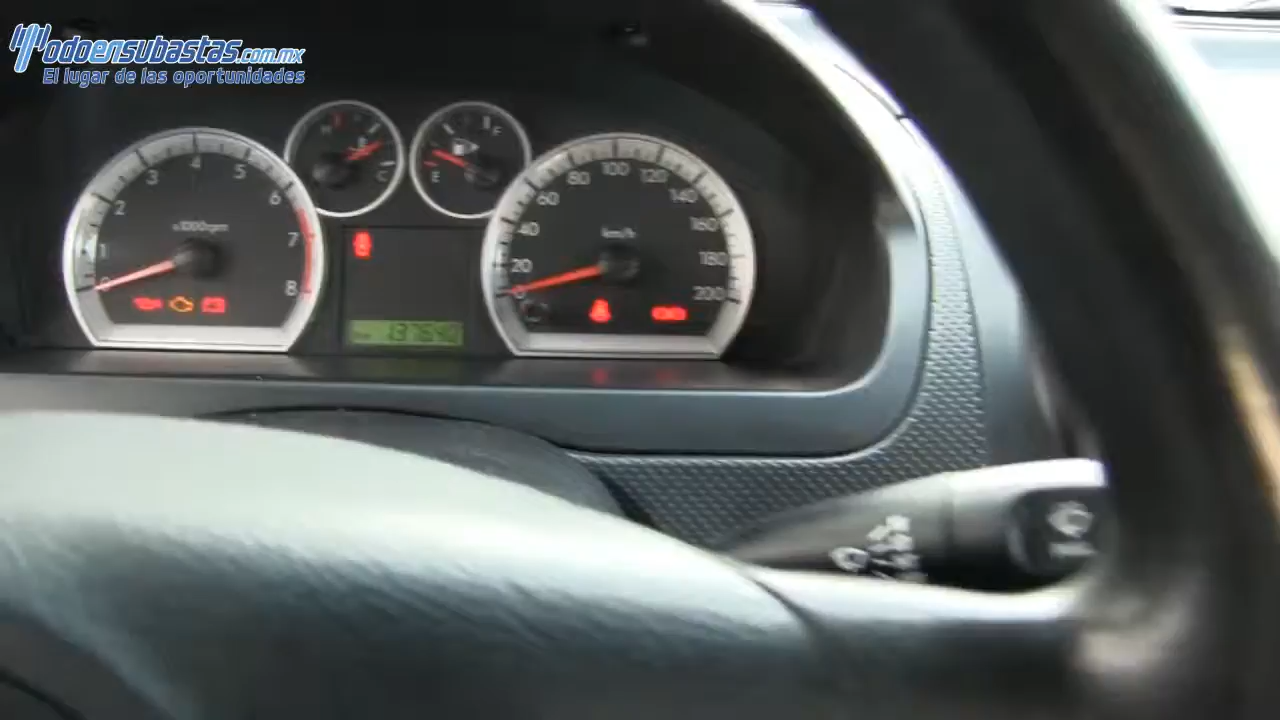 Todoensubastas.com.mx
El lugar de las oportunidades
H
C
F
E
0 1 2 3 4 5 6 7 8
x1000rpm
0 20 40 60 80 100 120 140 160 180 200
km/h
137640